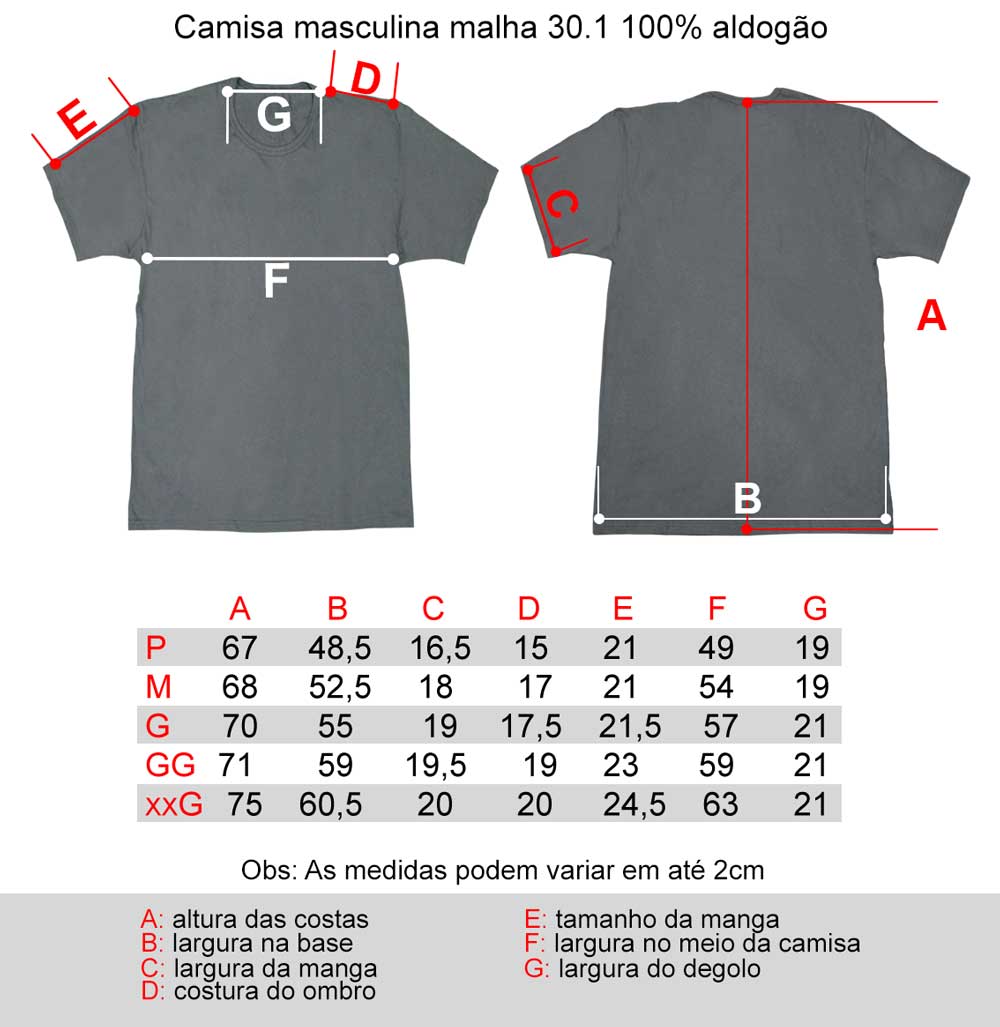 Camisa masculina malha 30.1 100% aldogão
E
G
D
C
F
A
B
A B C D E F G
P 67 48,5 16,5 15 21 49 19
M 68 52,5 18 17 21 54 19
G 70 55 19 17,5 21,5 57 21
GG 71 59 19,5 19 23 59 21
xxG 75 60,5 20 20 24,5 63 21
Obs: As medidas podem variar em até 2cm
A: altura das costas
B: largura na base
C: largura da manga
D: costura do ombro
E: tamanho da manga
F: largura no meio da camisa
G: largura do degolo